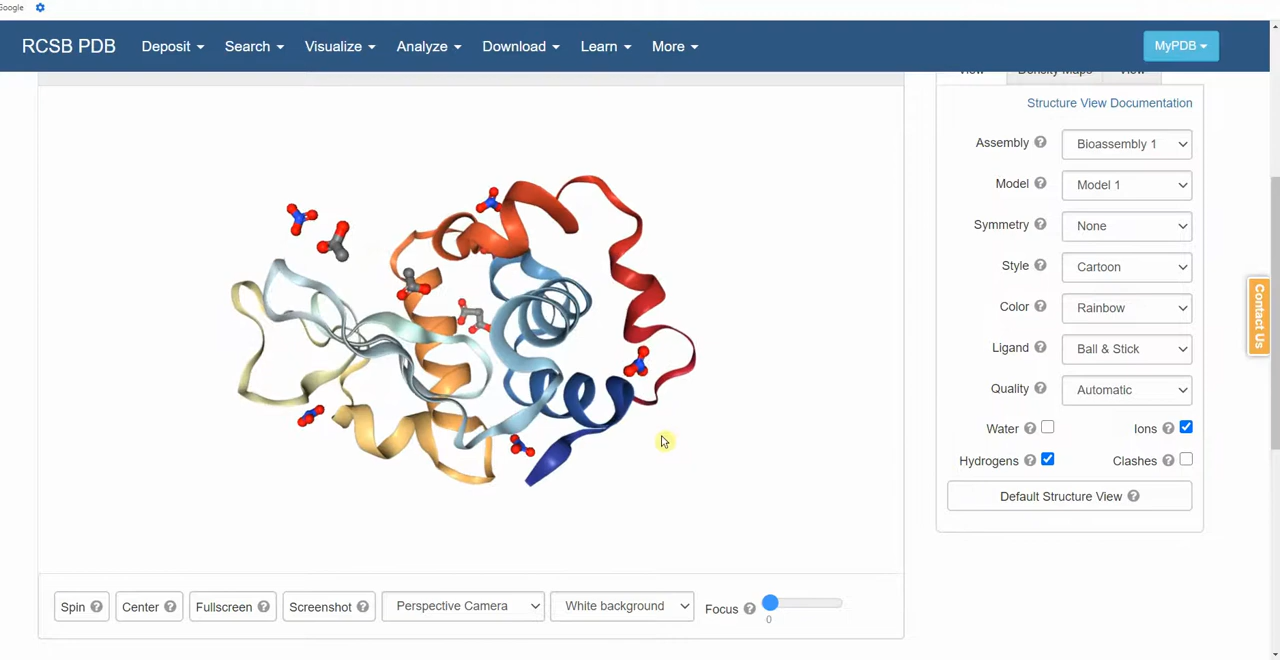 Google
RCSB PDB Deposit Search Visualize Analyze Download Learn More MyPDB
Structure View Documentation
Assembly ? Bioassembly 1
Model ? Model 1
Symmetry ? None
Style ? Cartoon
Color ? Rainbow
Ligand ? Ball & Stick
Quality ? Automatic
Water ? Ions ?
Hydrogens ? Clashes ?
Default Structure View ?
Contact Us
Spin ? Center ? Fullscreen ? Screenshot ? Perspective Camera White background Focus ?
0